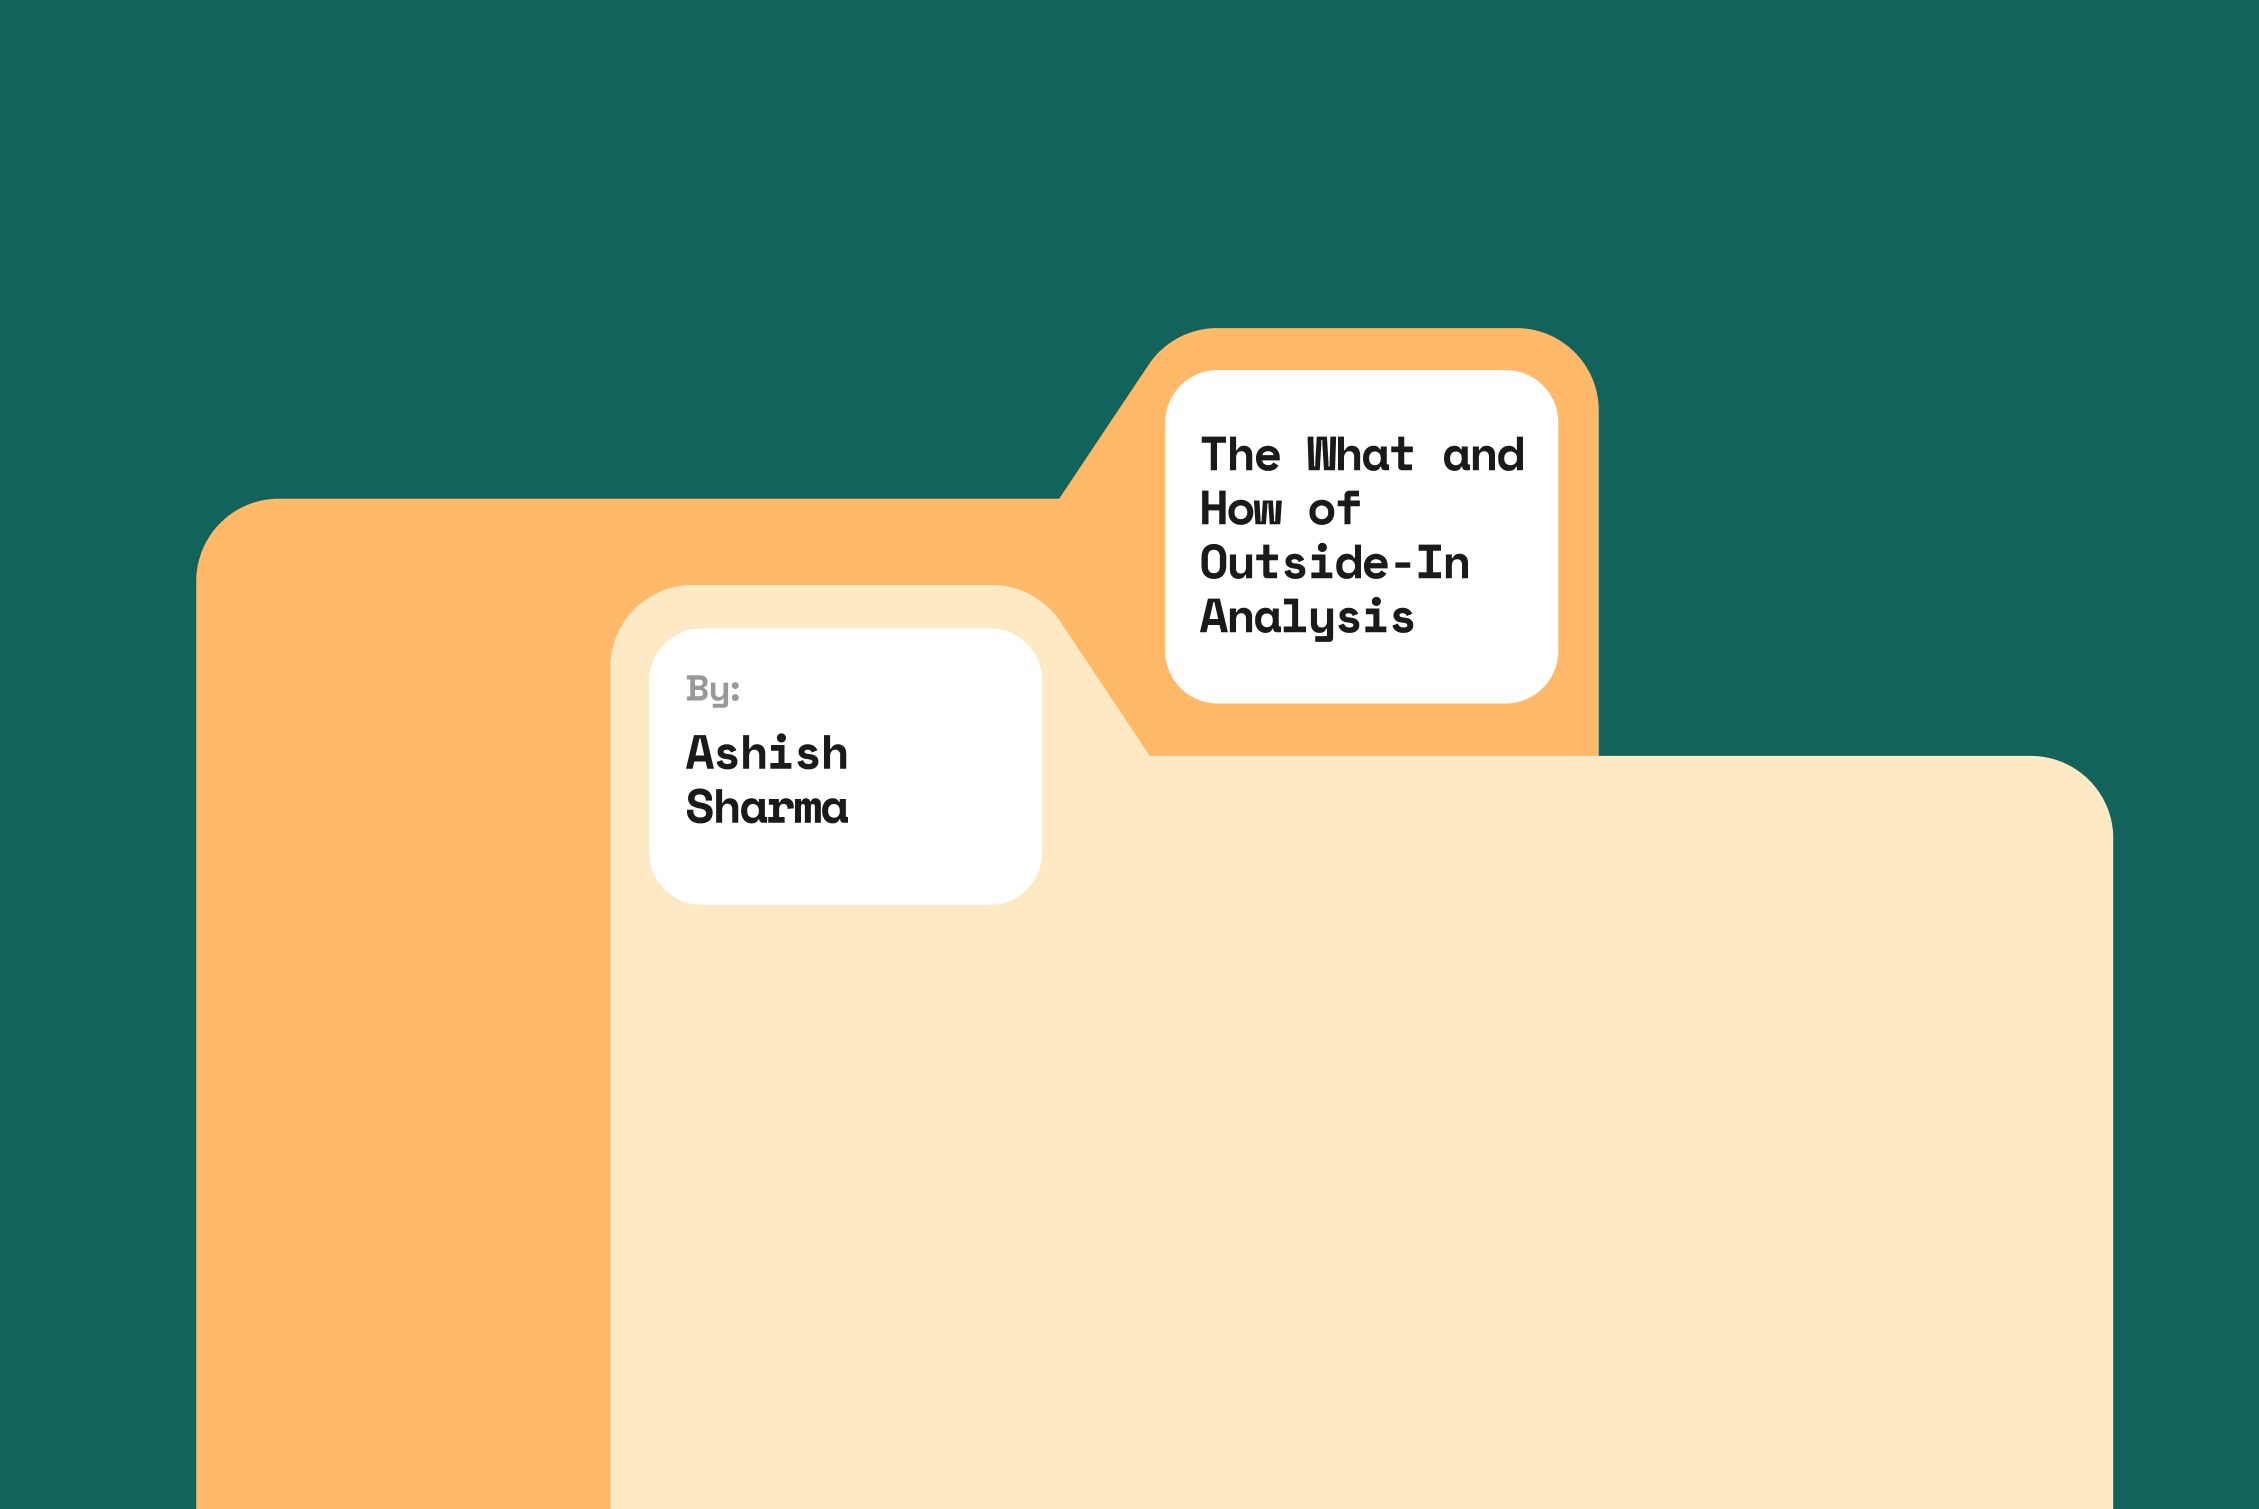 The What and
How of
Outside-In
Analysis
By:
Ashish
Sharma